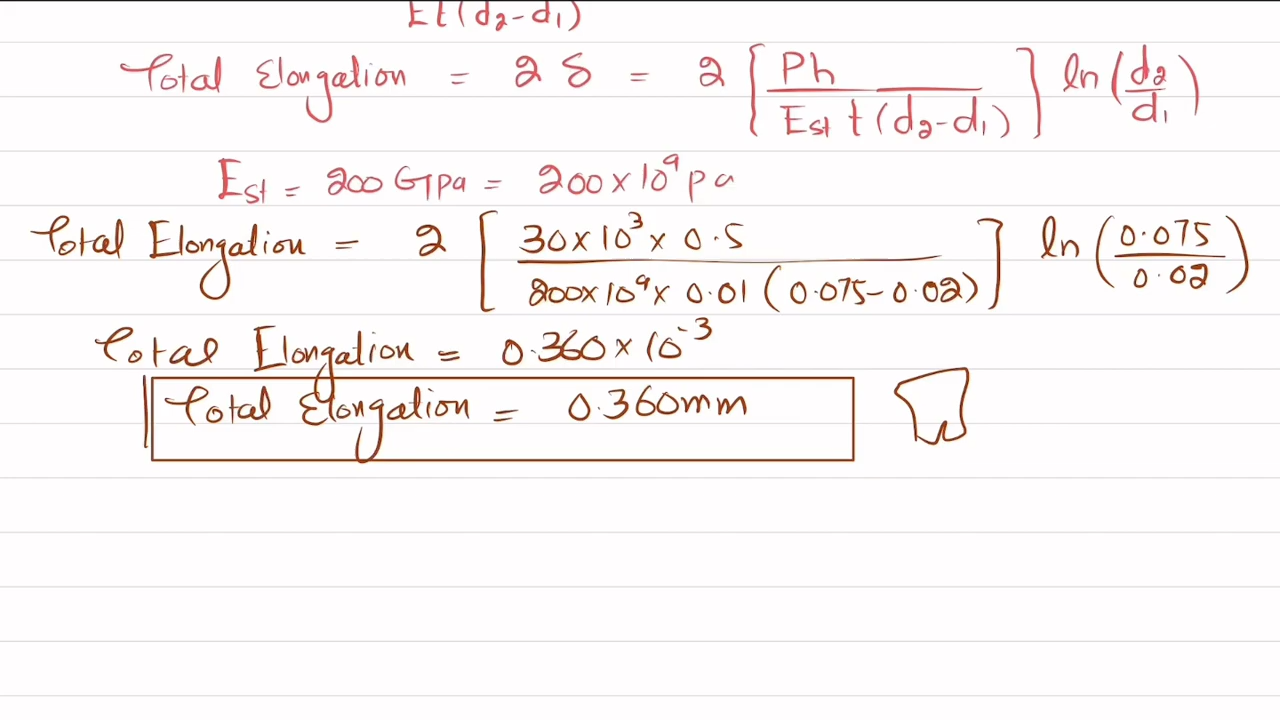 Et(d₂-d₁)
Total Elongation = 2 δ = 2 [Ph / Est t(d₂-d₁)] ln(d₂/d₁)
Est = 200 GPa = 200×10⁹ pa
Total Elongation = 2 [30×10³ × 0.5 / 200×10⁹ × 0.01 (0.075-0.02)] ln(0.075/0.02)
Total Elongation = 0.360×10⁻³
Total Elongation = 0.360mm